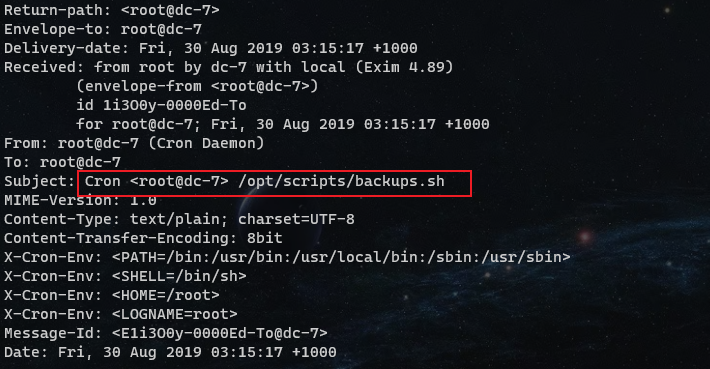 Return-path: <root@dc-7>
Envelope-to: root@dc-7
Delivery-date: Fri, 30 Aug 2019 03:15:17 +1000
Received: from root by dc-7 with local (Exim 4.89)
(envelope-from <root@dc-7>)
id 1i3O0y-0000Ed-To
for root@dc-7; Fri, 30 Aug 2019 03:15:17 +1000
From: root@dc-7 (Cron Daemon)
To: root@dc-7
Subject: Cron <root@dc-7> /opt/scripts/backups.sh
MIME-Version: 1.0
Content-Type: text/plain; charset=UTF-8
Content-Transfer-Encoding: 8bit
X-Cron-Env: <PATH=/bin:/usr/bin:/usr/local/bin:/sbin:/usr/sbin>
X-Cron-Env: <SHELL=/bin/sh>
X-Cron-Env: <HOME=/root>
X-Cron-Env: <LOGNAME=root>
Message-Id: <E1i3O0y-0000Ed-To@dc-7>
Date: Fri, 30 Aug 2019 03:15:17 +1000